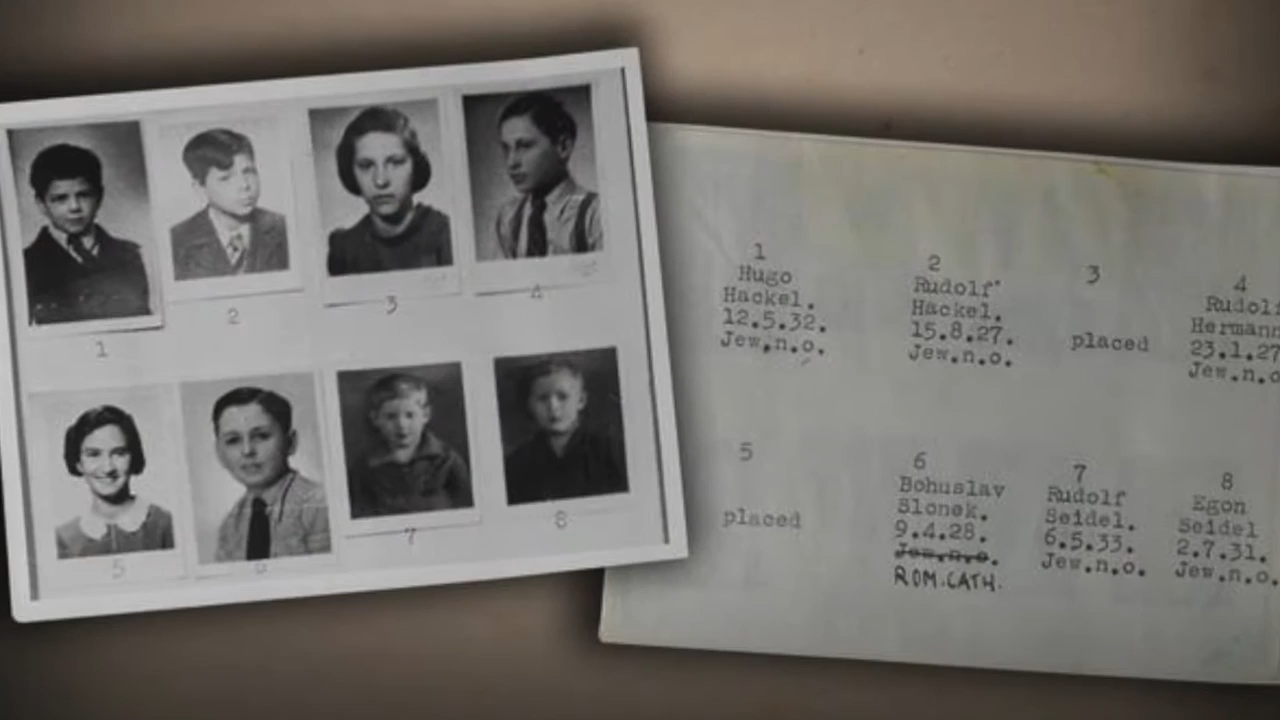 1
2
3
4
5
6
7
8
1
Hugo
Hackel.
12.5.32.
Jew.n.o.
2
Rudolf
Hackel.
15.8.27.
Jew.n.o.
3
placed
4
Rudolf
Hermann
23.1.27
Jew.n.o
5
placed
6
Bohuslav
Slonek.
9.4.28.
Jew.n.o.
ROM.CATH.
7
Rudolf
Seidel.
6.5.33.
Jew.n.o.
8
Egon
Seidel
2.7.31.
Jew.n.o.